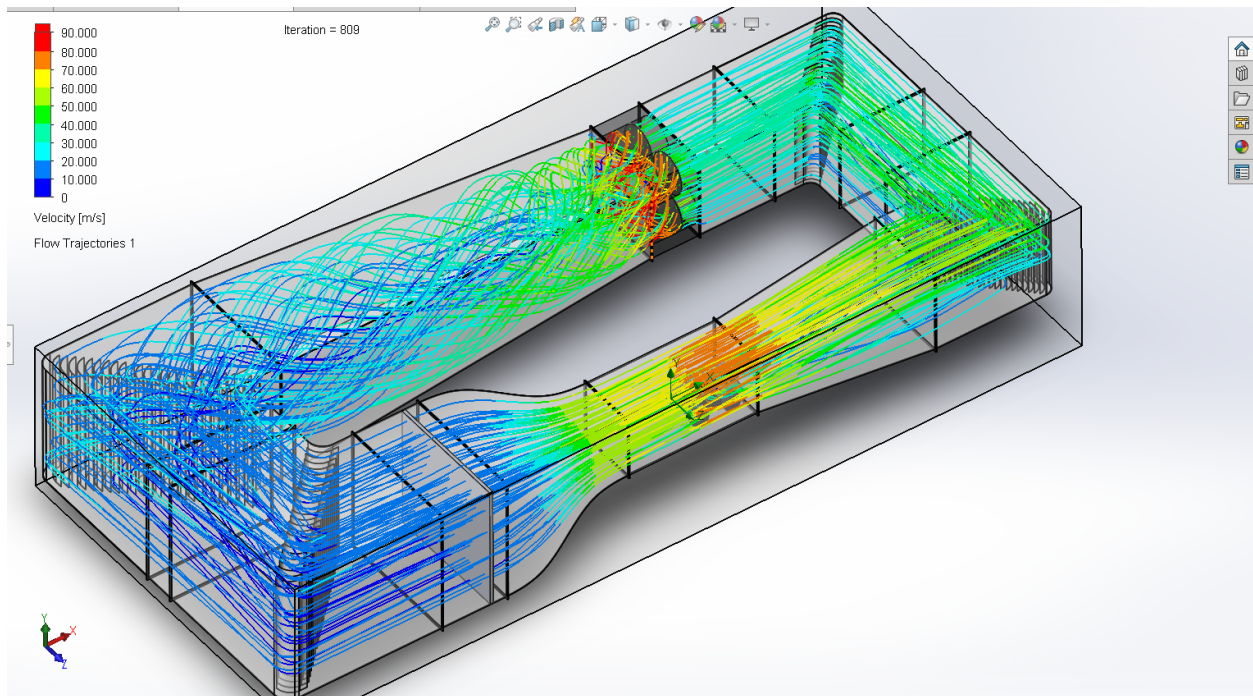 Iteration = 809
90.000
80.000
70.000
60.000
50.000
40.000
30.000
20.000
10.000
0
Velocity [m/s]
Flow Trajectories 1
Y
X
Y
X
Z